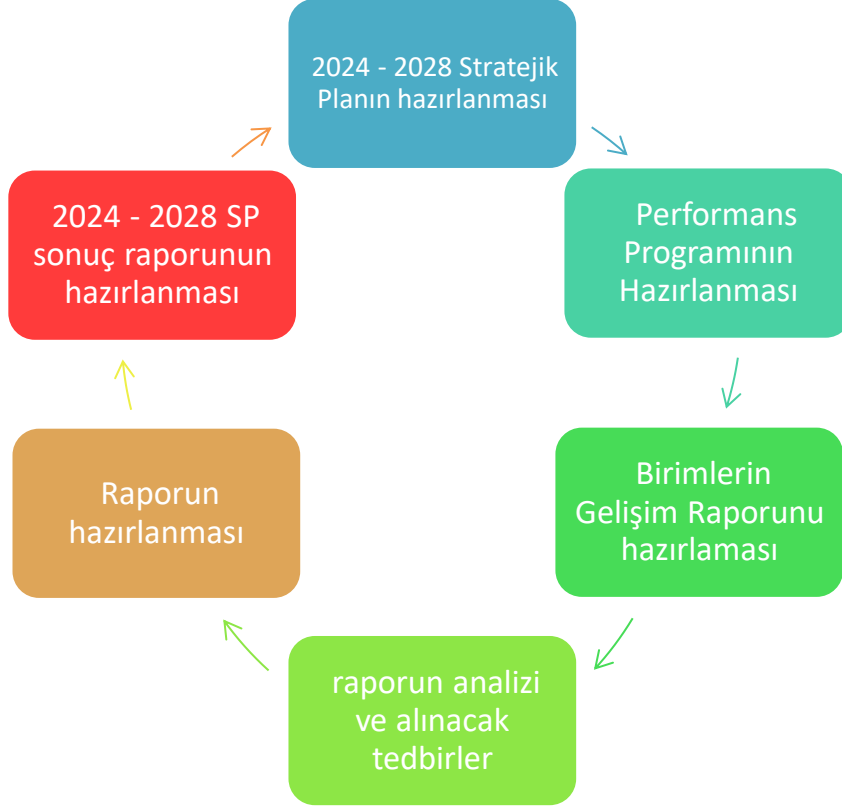 2024 - 2028 Stratejik
Planın hazırlanması
Performans
Programının
Hazırlanması
Birimlerin
Gelişim Raporunu
hazırlaması
raporun analizi
ve alınacak
tedbirler
Raporun
hazırlanması
2024 - 2028 SP
sonuç raporunun
hazırlanması